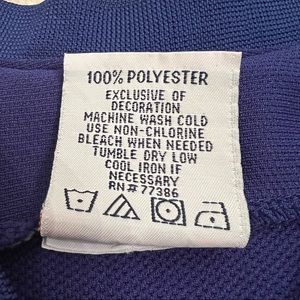 100% POLYESTER
EXCLUSIVE OF
DECORATION
MACHINE WASH COLD
USE NON-CHLORINE
BLEACH WHEN NEEDED
TUMBLE DRY LOW
COOL IRON IF
NECESSARY
RN#77386